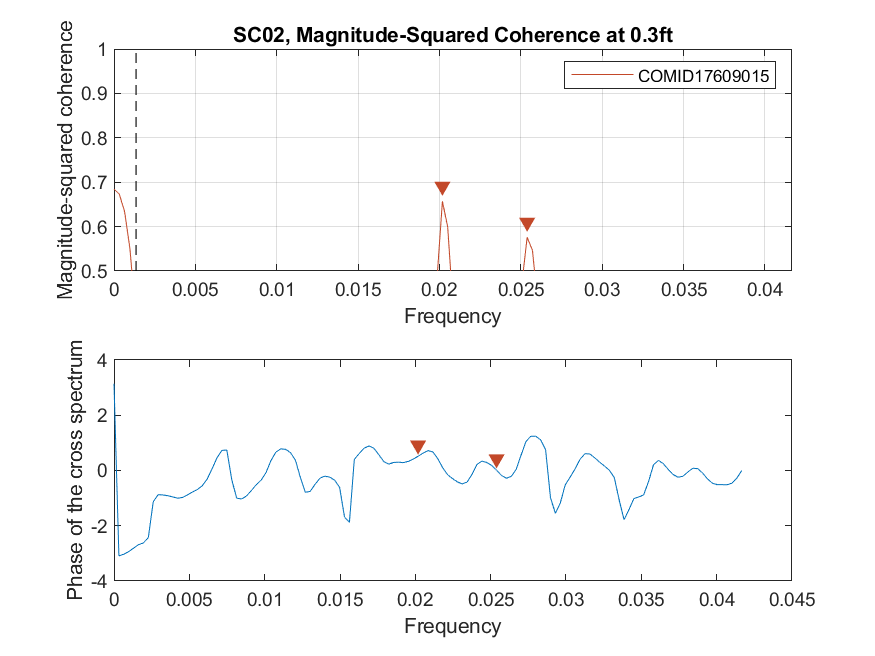 SC02, Magnitude-Squared Coherence at 0.3ft
Magnitude-squared coherence
1
0.9
0.8
0.7
0.6
0.5
COMID17609015
0 0.005 0.01 0.015 0.02 0.025 0.03 0.035 0.04
Frequency
Phase of the cross spectrum
4
2
0
-2
-4
0 0.005 0.01 0.015 0.02 0.025 0.03 0.035 0.04 0.045
Frequency